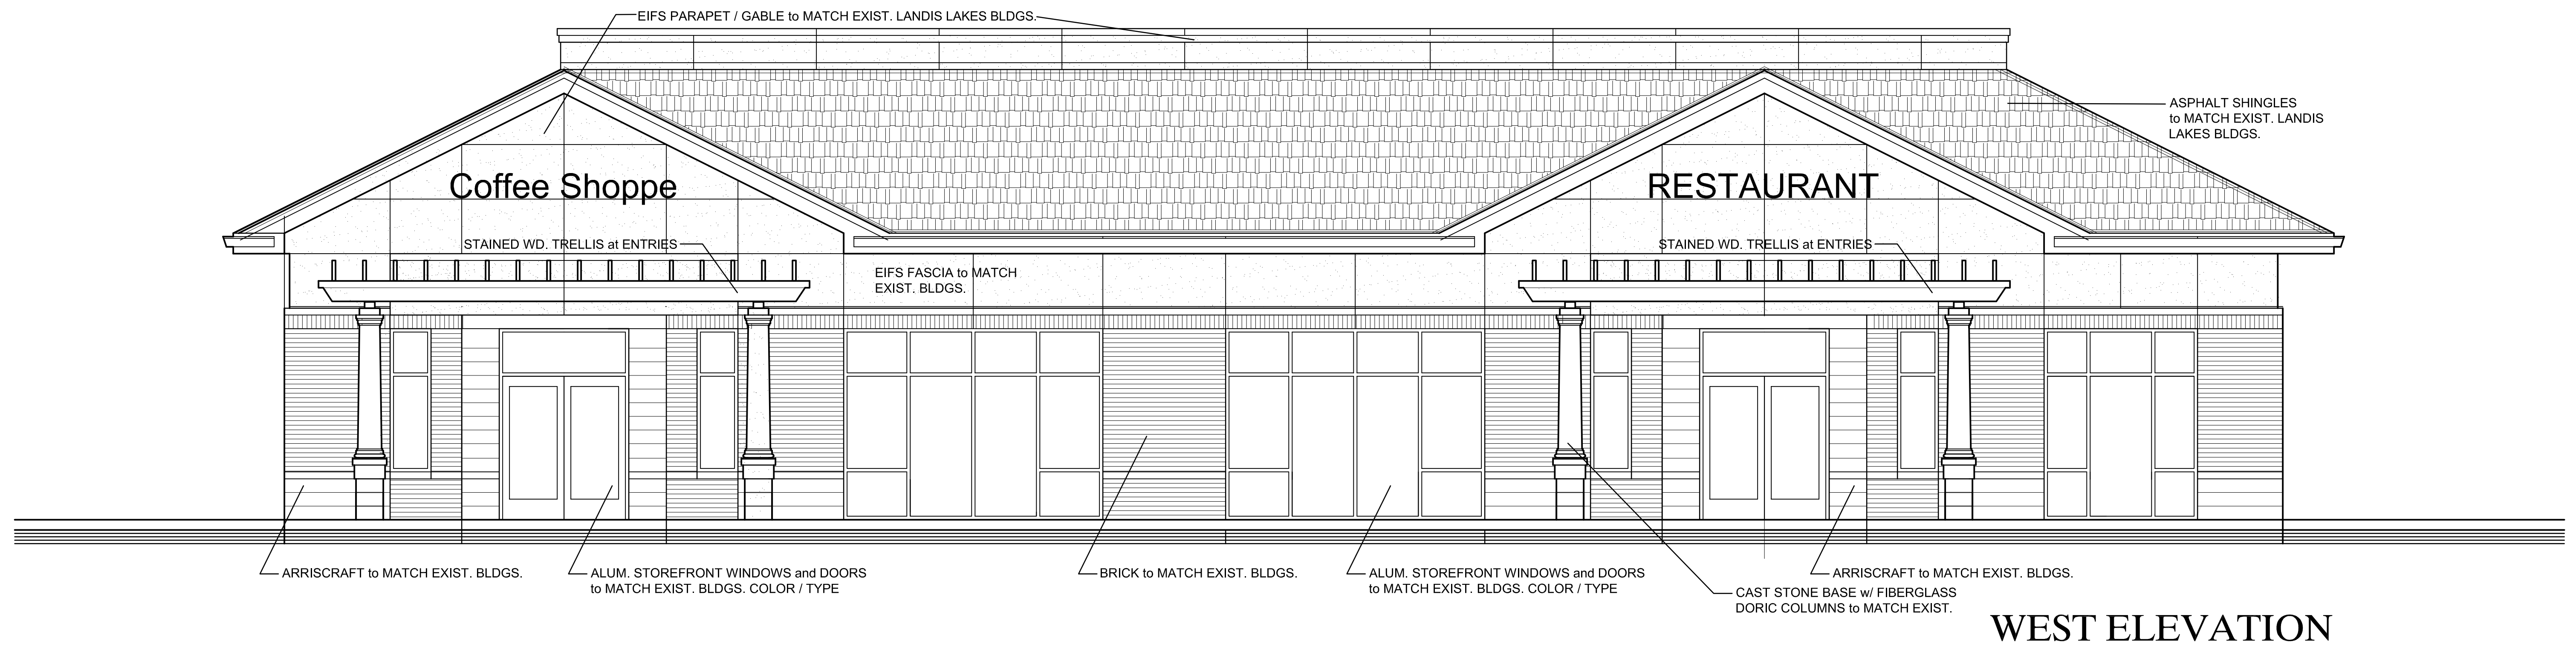 EIFS PARAPET / GABLE to MATCH EXIST. LANDIS LAKES BLDGS.
ASPHALT SHINGLES
to MATCH EXIST. LANDIS
LAKES BLDGS.
Coffee Shoppe
RESTAURANT
STAINED WD. TRELLIS at ENTRIES
STAINED WD. TRELLIS at ENTRIES
EIFS FASCIA to MATCH
EXIST. BLDGS.
ARRISCRAFT to MATCH EXIST. BLDGS.
ALUM. STOREFRONT WINDOWS and DOORS
to MATCH EXIST. BLDGS. COLOR / TYPE
BRICK to MATCH EXIST. BLDGS.
ALUM. STOREFRONT WINDOWS and DOORS
to MATCH EXIST. BLDGS. COLOR / TYPE
ARRISCRAFT to MATCH EXIST. BLDGS.
CAST STONE BASE w/ FIBERGLASS
DORIC COLUMNS to MATCH EXIST.
WEST ELEVATION